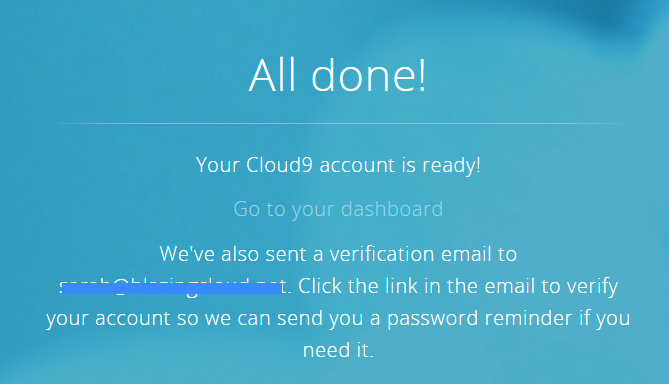 All done!
Your Cloud9 account is ready!
Go to your dashboard
We've also sent a verification email to
. Click the link in the email to verify
your account so we can send you a password reminder if you
need it.